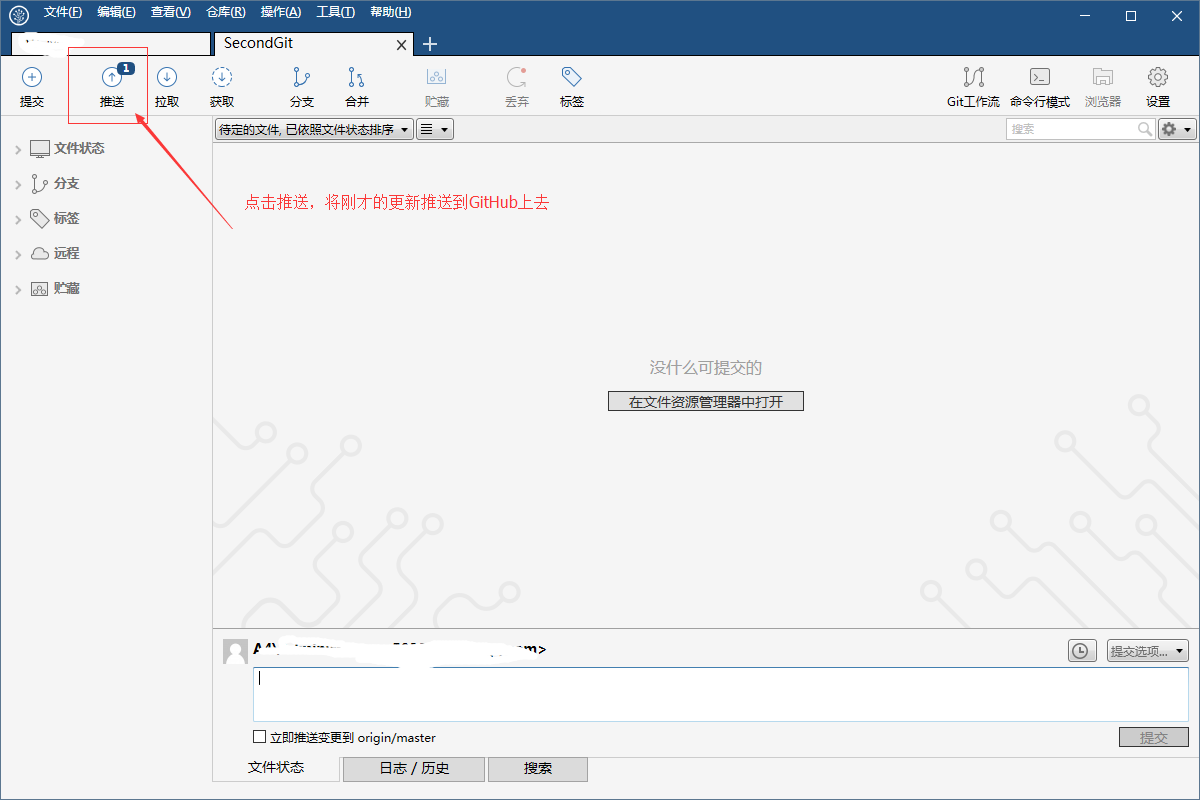 文件(F) 编辑(E) 查看(V) 仓库(R) 操作(A) 工具(T) 帮助(H)
SecondGit
1
提交 推送 拉取 获取 分支 合并 贮藏 丢弃 标签 Git工作流 命令行模式 浏览器 设置
待定的文件, 已依照文件状态排序 搜索
文件状态
分支
标签
远程
贮藏
点击推送，将刚才的更新推送到GitHub上去
没什么可提交的
在文件资源管理器中打开
提交选项...
立即推送变更到 origin/master
提交
文件状态 日志 / 历史 搜索